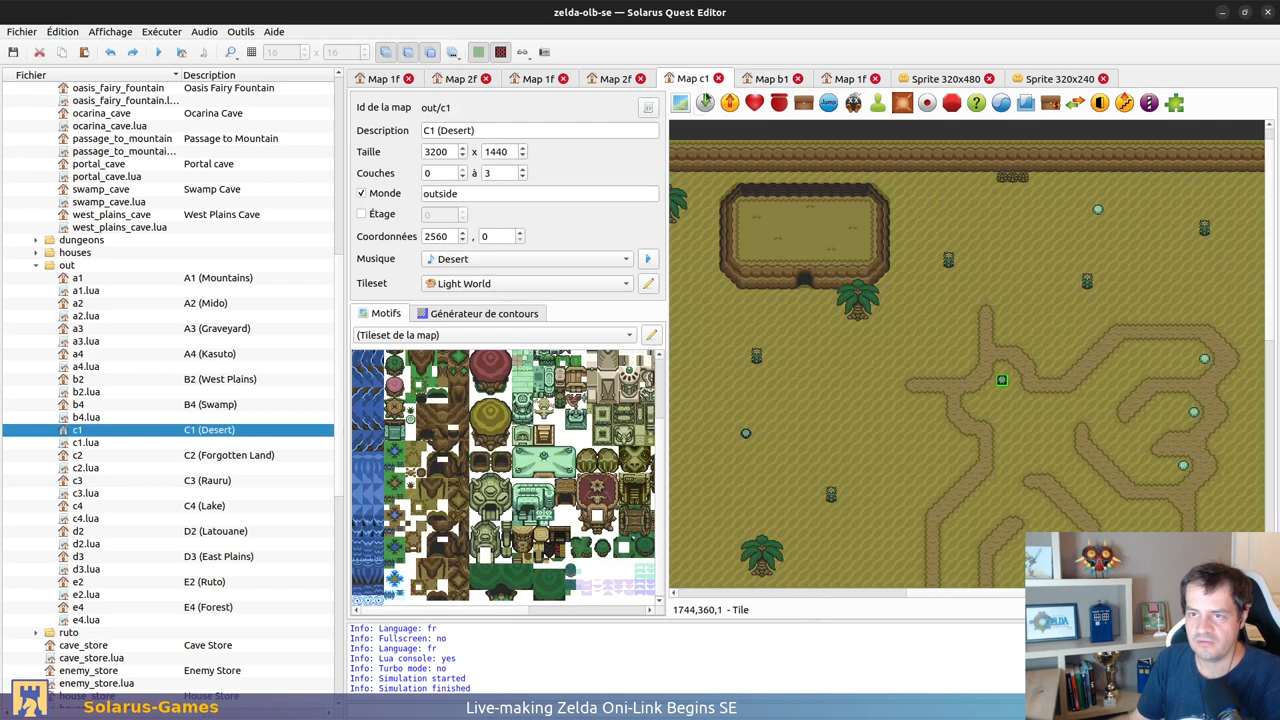 zelda-olb-se — Solarus Quest Editor
Fichier Édition Affichage Exécuter Audio Outils Aide
16 x 16
Fichier Description
Map 1f Map 2f Map 1f Map 2f Map c1 Map b1 Map 1f Sprite 320x480 Sprite 320x240
oasis_fairy_fountain Oasis Fairy Fountain
oasis_fairy_fountain.l...
ocarina_cave Ocarina Cave
ocarina_cave.lua
passage_to_mountain Passage to Mountain
passage_to_mountai...
portal_cave Portal cave
portal_cave.lua
swamp_cave Swamp Cave
swamp_cave.lua
west_plains_cave West Plains Cave
west_plains_cave.lua
dungeons
houses
out
a1 A1 (Mountains)
a1.lua
a2 A2 (Mido)
a2.lua
a3 A3 (Graveyard)
a3.lua
a4 A4 (Kasuto)
a4.lua
b2 B2 (West Plains)
b2.lua
b4 B4 (Swamp)
b4.lua
c1 C1 (Desert)
c1.lua
c2 C2 (Forgotten Land)
c2.lua
c3 C3 (Rauru)
c3.lua
c4 C4 (Lake)
c4.lua
d2 D2 (Latouane)
d2.lua
d3 D3 (East Plains)
d3.lua
e2 E2 (Ruto)
e2.lua
e4 E4 (Forest)
e4.lua
ruto
cave_store Cave Store
cave_store.lua
enemy_store Enemy Store
enemy_store.lua
house_store
Id de la map out/c1
Description C1 (Desert)
Taille 3200 x 1440
Couches 0 à 3
Monde outside
Étage 0
Coordonnées 2560 , 0
Musique Desert
Tileset Light World
Motifs Générateur de contours
(Tileset de la map)
Jump
1744,360,1 - Tile
Info: Language: fr
Info: Fullscreen: no
Info: Language: fr
Info: Lua console: yes
Info: Turbo mode: no
Info: Simulation started
Info: Simulation finished
Solarus-Games
Live-making Zelda Oni-Link Begins SE